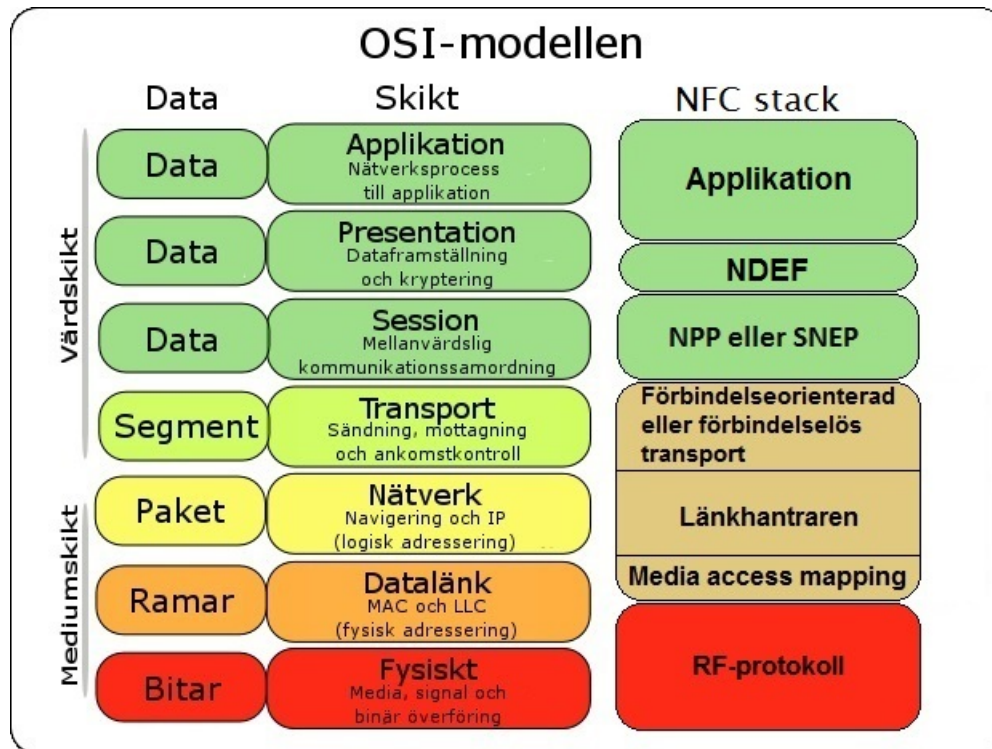 OSI-modellen
Data
Skikt
NFC stack
Värdskikt
Data
Applikation
Nätverksprocess
till applikation
Applikation
Data
Presentation
Dataframställning
och kryptering
NDEF
Data
Session
Mellanvärdslig
kommunikationssamordning
NPP eller SNEP
Segment
Transport
Sändning, mottagning
och ankomstkontroll
Förbindelseorienterad
eller förbindelselös
transport
Mediumskikt
Paket
Nätverk
Navigering och IP
(logisk adressering)
Länkhantraren
Ramar
Datalänk
MAC och LLC
(fysisk adressering)
Media access mapping
Bitar
Fysiskt
Media, signal och
binär överföring
RF-protokoll